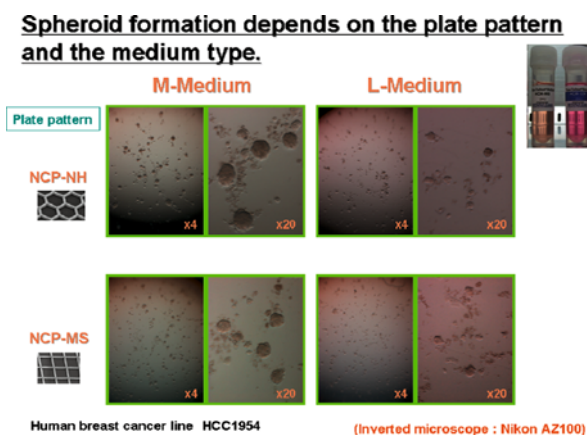 Spheroid formation depends on the plate pattern
and the medium type.
M-Medium
L-Medium
Plate pattern
NCP-NH
x4
x20
x4
x20
NCP-MS
x4
x20
x4
x20
Human breast cancer line HCC1954
(Inverted microscope : Nikon AZ100)